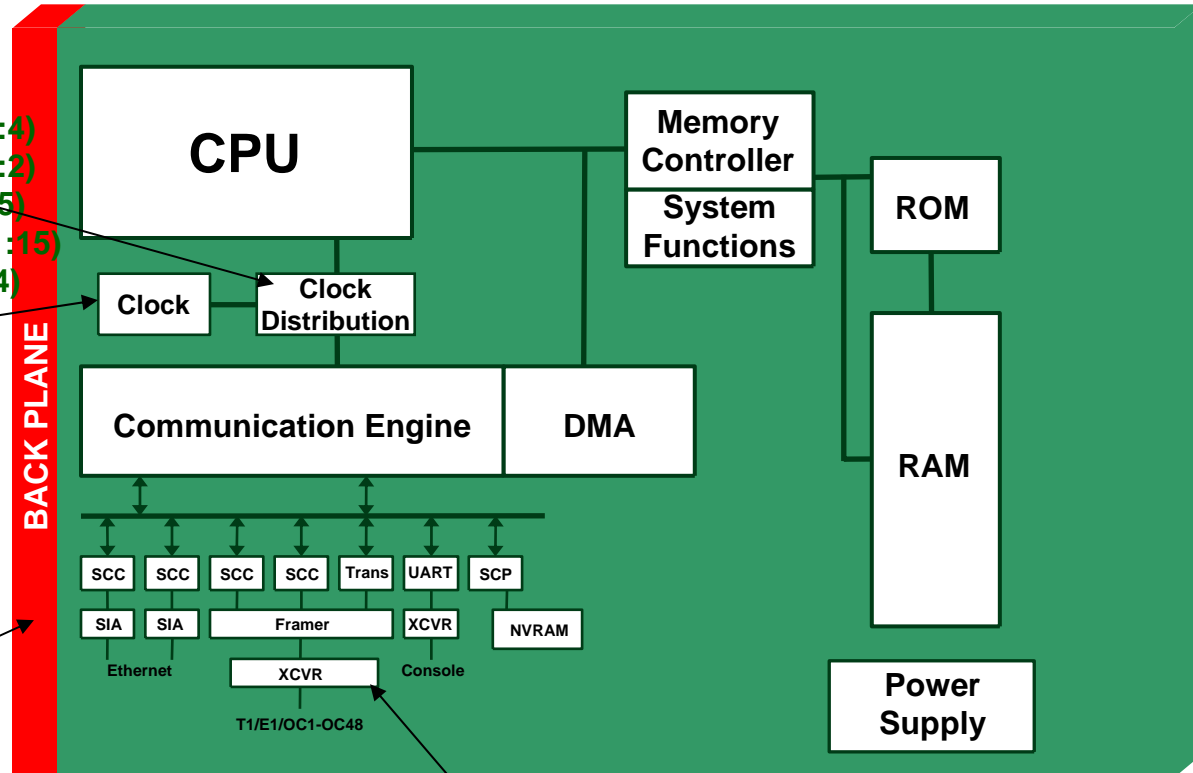 :4)
:2)
5)
:15)
4)
BACK PLANE
CPU
Memory
Controller
System
Functions
ROM
RAM
Clock
Clock
Distribution
Communication Engine
DMA
SCC
SCC
SCC
SCC
Trans
UART
SCP
SIA
SIA
Framer
XCVR
NVRAM
Ethernet
XCVR
Console
T1/E1/OC1-OC48
Power
Supply